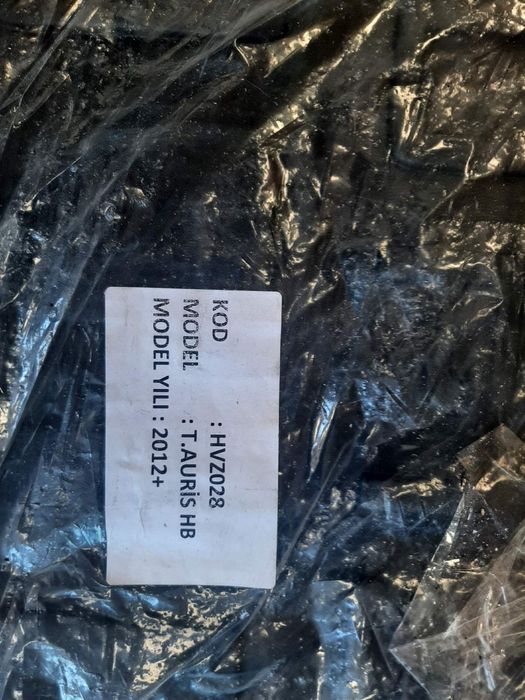 KOD : HVZ028
MODEL : T.AURİS HB
MODEL YILI : 2012+